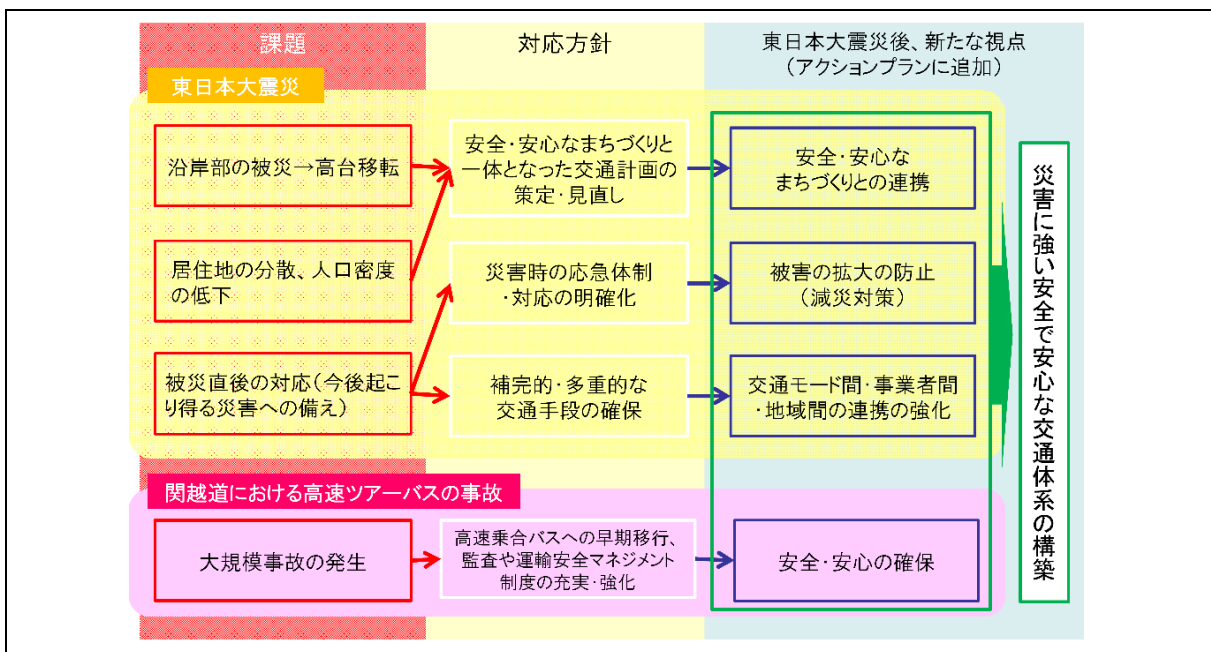 課題
対応方針
東日本大震災後、新たな視点
（アクションプランに追加）
東日本大震災
沿岸部の被災→高台移転
安全・安心なまちづくりと
一体となった交通計画の
策定・見直し
安全・安心な
まちづくりとの連携
居住地の分散、人口密度
の低下
災害時の応急体制
・対応の明確化
被害の拡大の防止
（減災対策）
被災直後の対応（今後起こ
り得る災害への備え）
補完的・多重的な
交通手段の確保
交通モード間・事業者間
・地域間の連携の強化
関越道における高速ツアーバスの事故
大規模事故の発生
高速乗合バスへの早期移行、
監査や運輸安全マネジメント
制度の充実・強化
安全・安心の確保
災害に強い安全で安心な交通体系の構築